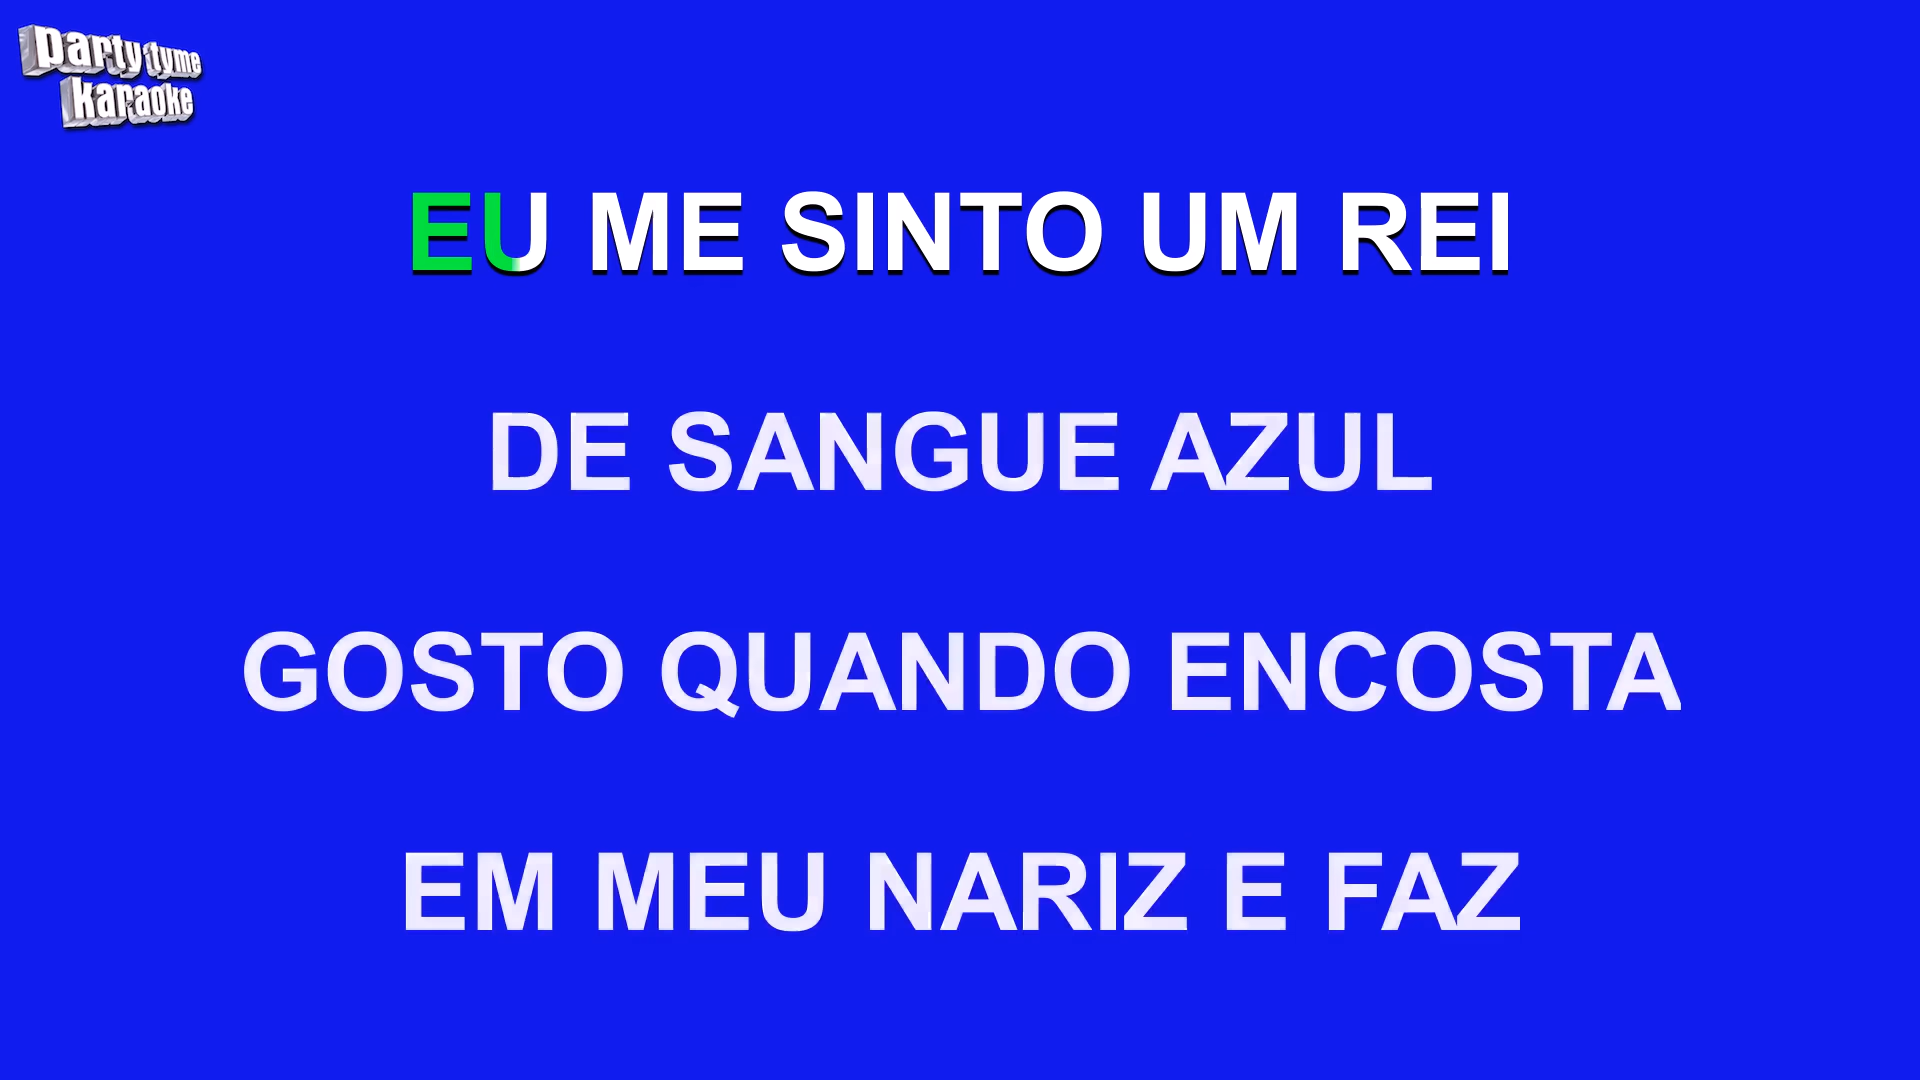 party tyme
karaoke
EU ME SINTO UM REI
DE SANGUE AZUL
GOSTO QUANDO ENCOSTA
EM MEU NARIZ E FAZ